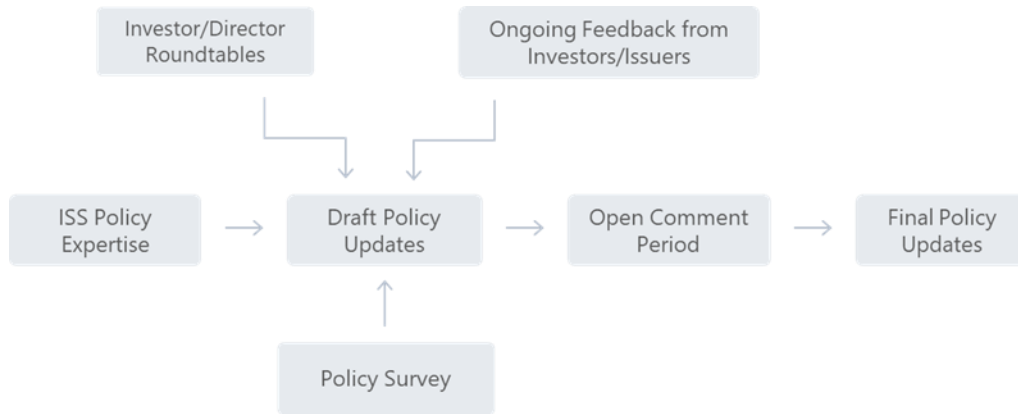 Investor/Director
Roundtables
Ongoing Feedback from
Investors/Issuers
ISS Policy
Expertise
Draft Policy
Updates
Open Comment
Period
Final Policy
Updates
Policy Survey